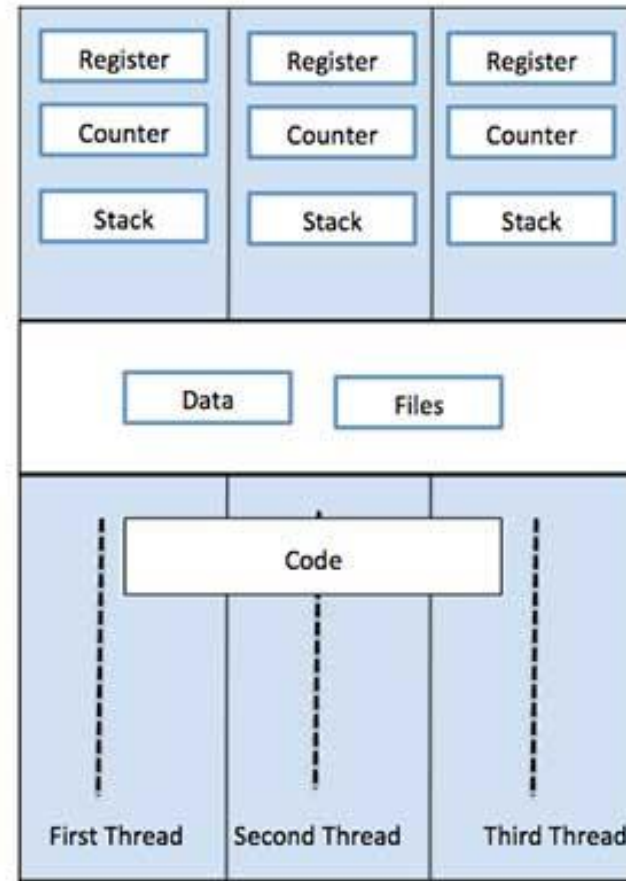 Register Register Register
Counter Counter Counter
Stack Stack Stack
Data Files
Code
First Thread Second Thread Third Thread